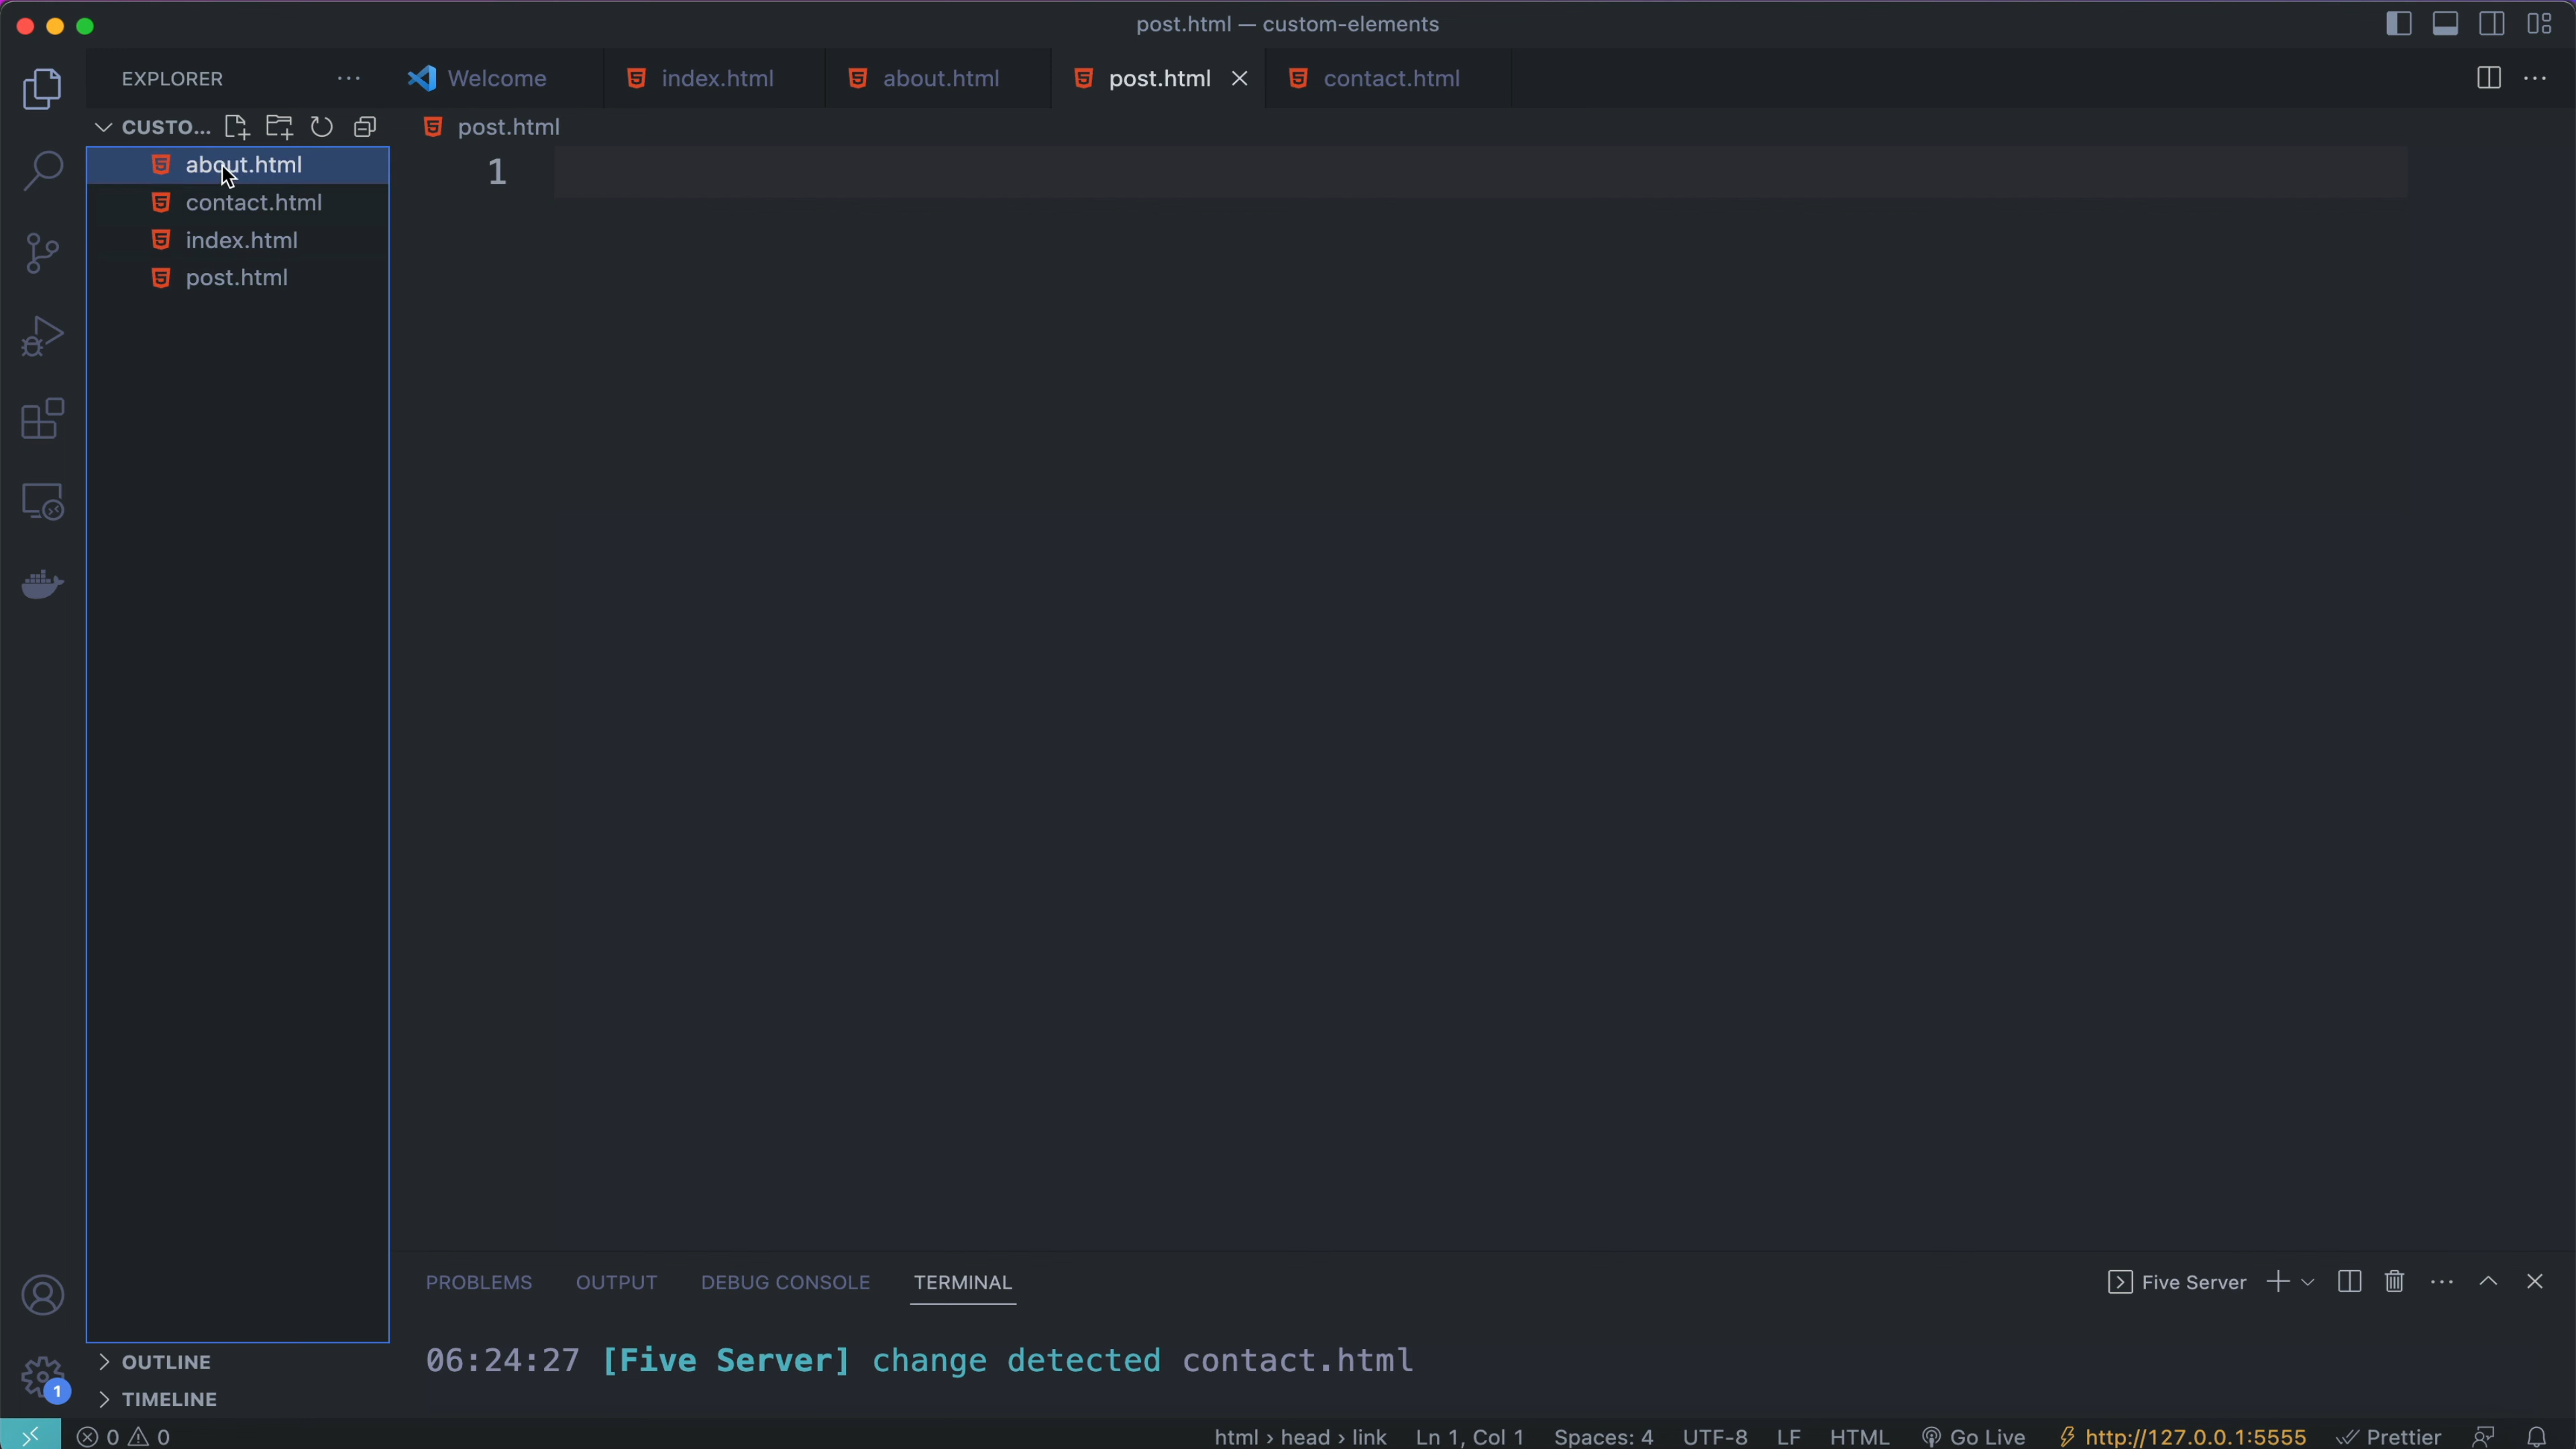 post.html — custom-elements
EXPLORER
Welcome
index.html
about.html
post.html
contact.html
CUSTO...
post.html
about.html
contact.html
index.html
post.html
1
PROBLEMS
OUTPUT
DEBUG CONSOLE
TERMINAL
Five Server
06:24:27 [Five Server] change detected contact.html
OUTLINE
TIMELINE
1
0 0
html › head › link
Ln 1, Col 1
Spaces: 4
UTF-8
LF
HTML
Go Live
http://127.0.0.1:5555
Prettier